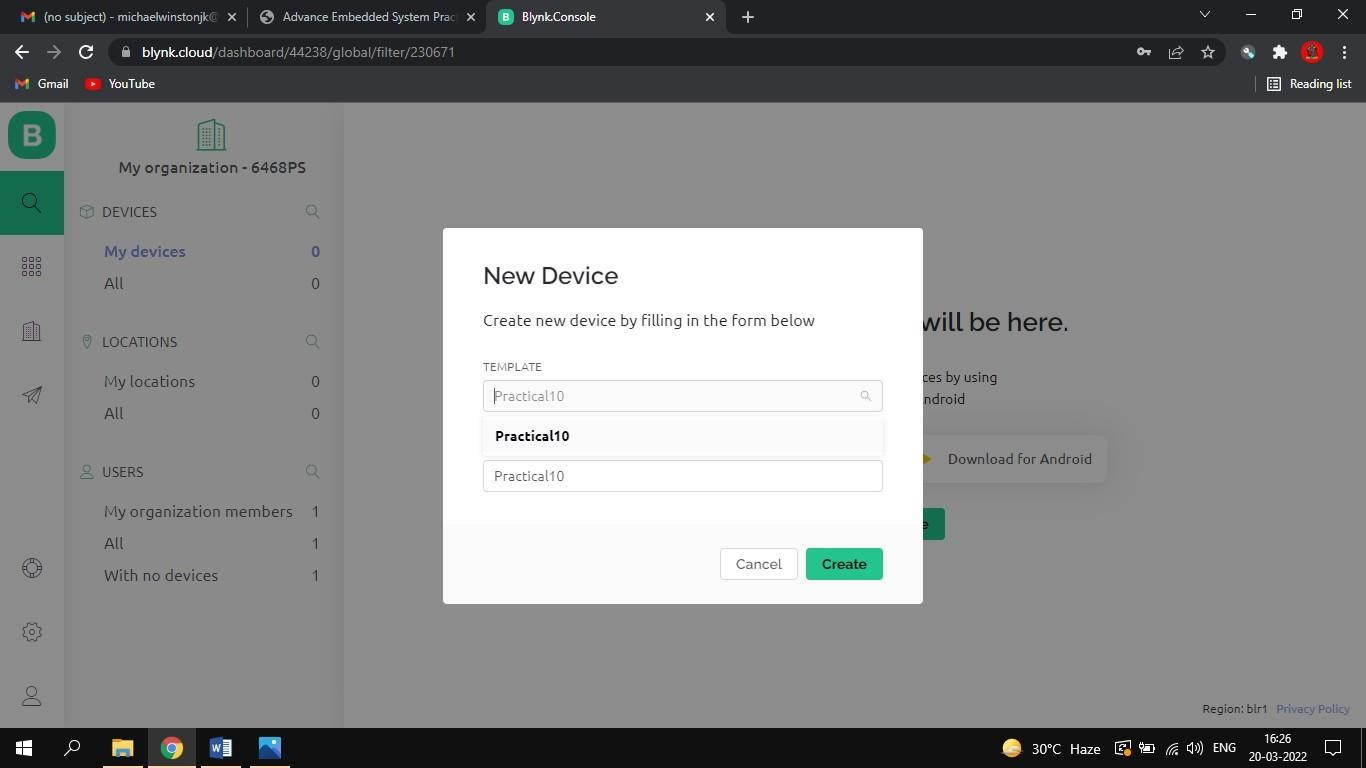 (no subject) - michaelwinstonjk@
Advance Embedded System Pract
Blynk.Console
blynk.cloud/dashboard/44238/global/filter/230671
Gmail
YouTube
Reading list
B
My organization - 6468PS
DEVICES
My devices 0
All 0
LOCATIONS
My locations 0
All 0
USERS
My organization members 1
All 1
With no devices 1
New Device
Create new device by filling in the form below
TEMPLATE
Practical10
Practical10
Practical10
Cancel
Create
will be here.
ces by using
ndroid
Download for Android
e
Region: blr1 Privacy Policy
30°C Haze
ENG
16:26
20-03-2022